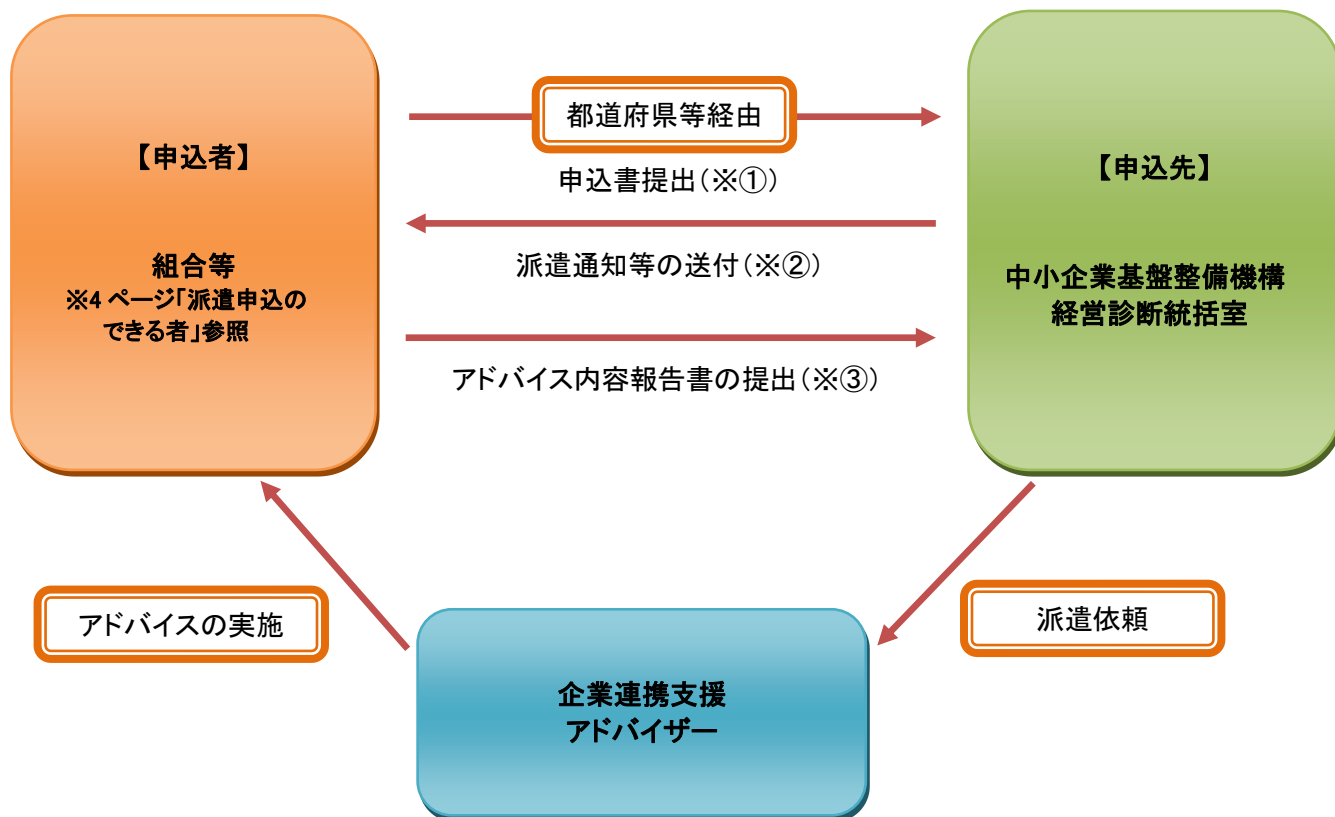 【申込者】
組合等
※4 ページ「派遣申込の
できる者」参照
都道府県等経由
申込書提出（※①）
派遣通知等の送付（※②）
アドバイス内容報告書の提出（※③）
【申込先】
中小企業基盤整備機構
経営診断統括室
アドバイスの実施
派遣依頼
企業連携支援
アドバイザー